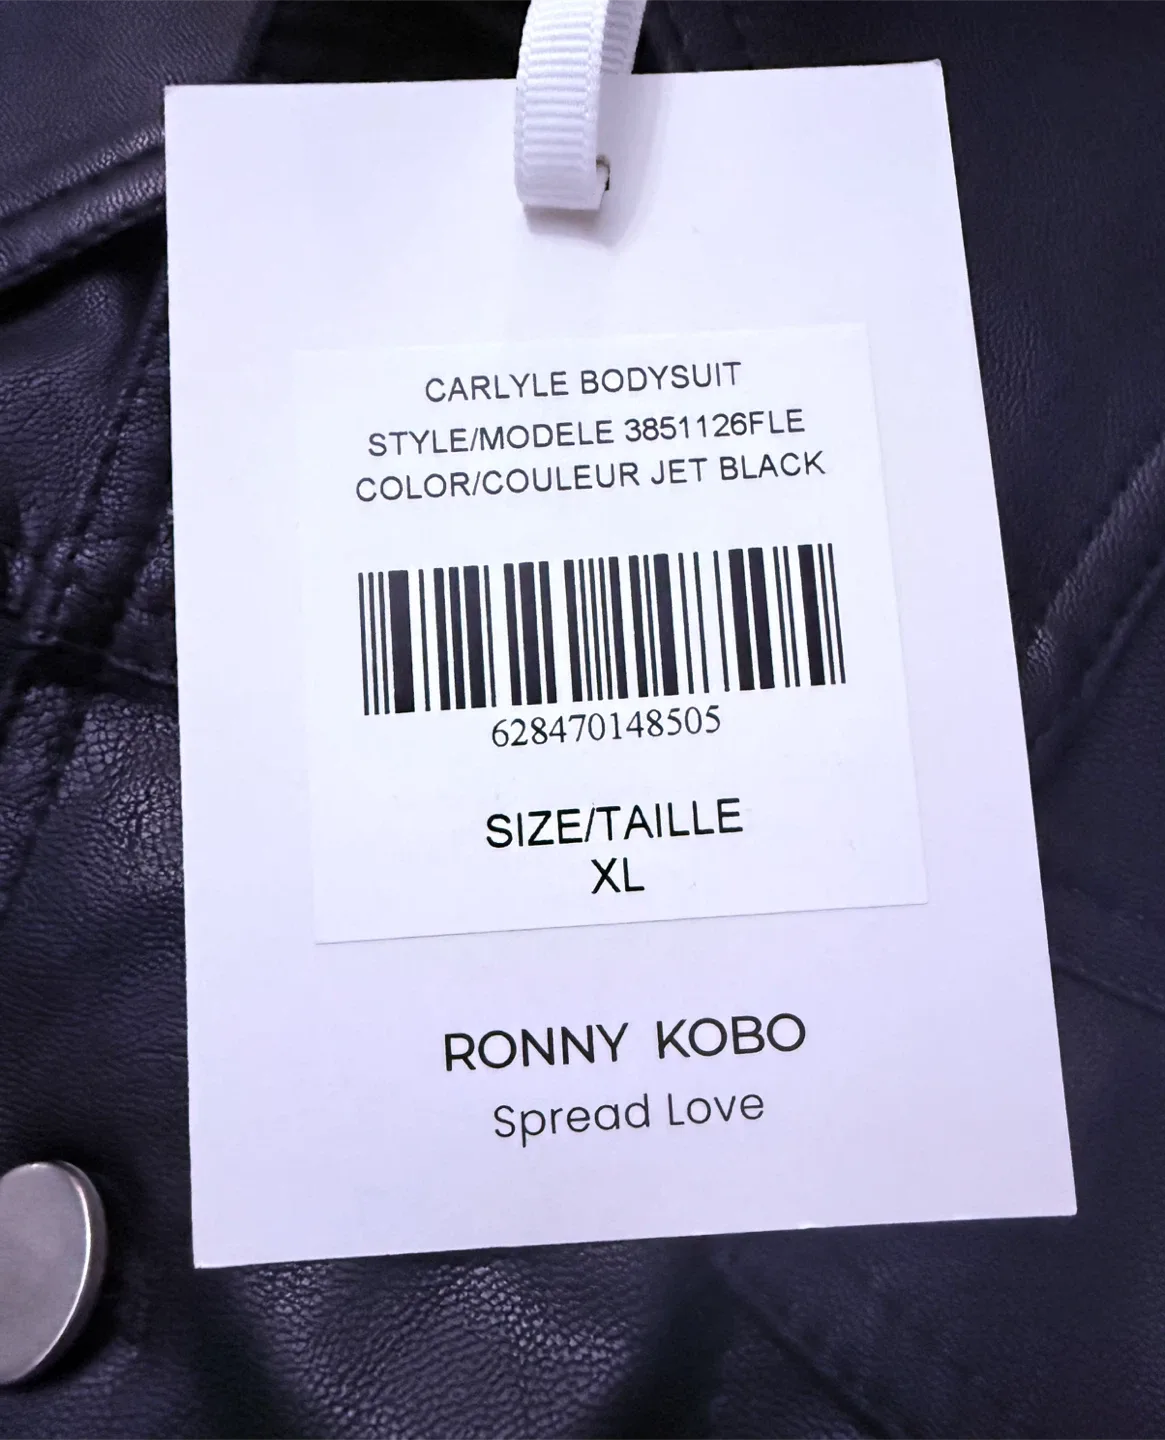 CARLYLE BODYSUIT
STYLE/MODELE 3851126FLE
COLOR/COULEUR JET BLACK
628470148505
SIZE/TAILLE
XL
RONNY KOBO
Spread Love